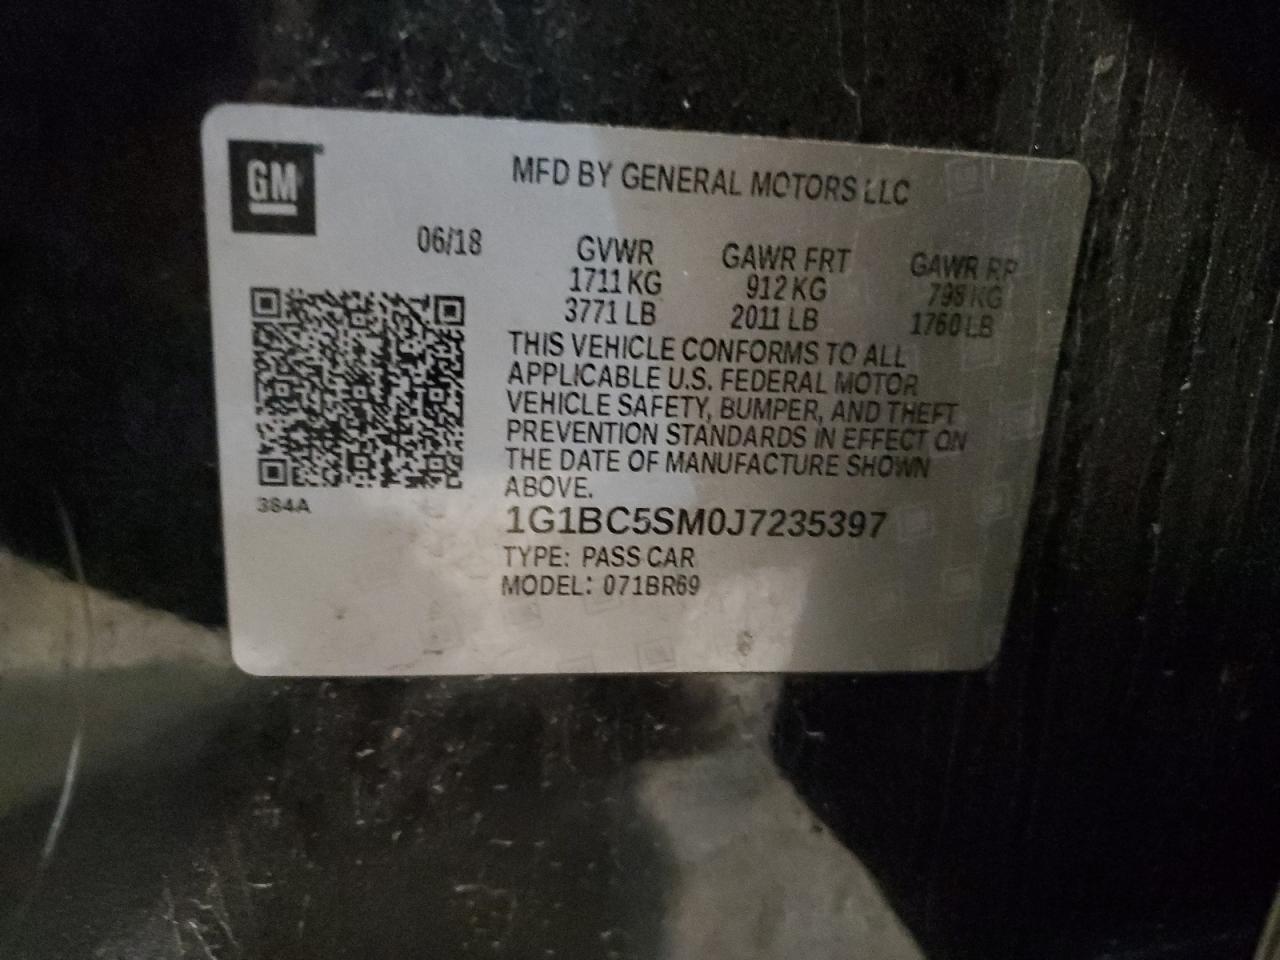 GM
MFD BY GENERAL MOTORS LLC
06/18
GVWR GAWR FRT GAWR RR
1711 KG 912 KG 798 KG
3771 LB 2011 LB 1760 LB
THIS VEHICLE CONFORMS TO ALL
APPLICABLE U.S. FEDERAL MOTOR
VEHICLE SAFETY, BUMPER, AND THEFT
PREVENTION STANDARDS IN EFFECT ON
THE DATE OF MANUFACTURE SHOWN
ABOVE.
384A
1G1BC5SM0J7235397
TYPE: PASS CAR
MODEL: 071BR69